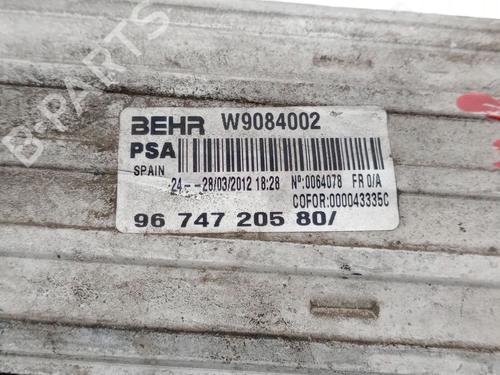 BEHR W9084002
PSA
SPAIN
24-- -28/03/2012 18:28 Nº:0064078 FR 0/A
COFOR:000043335C
96 747 205 80/